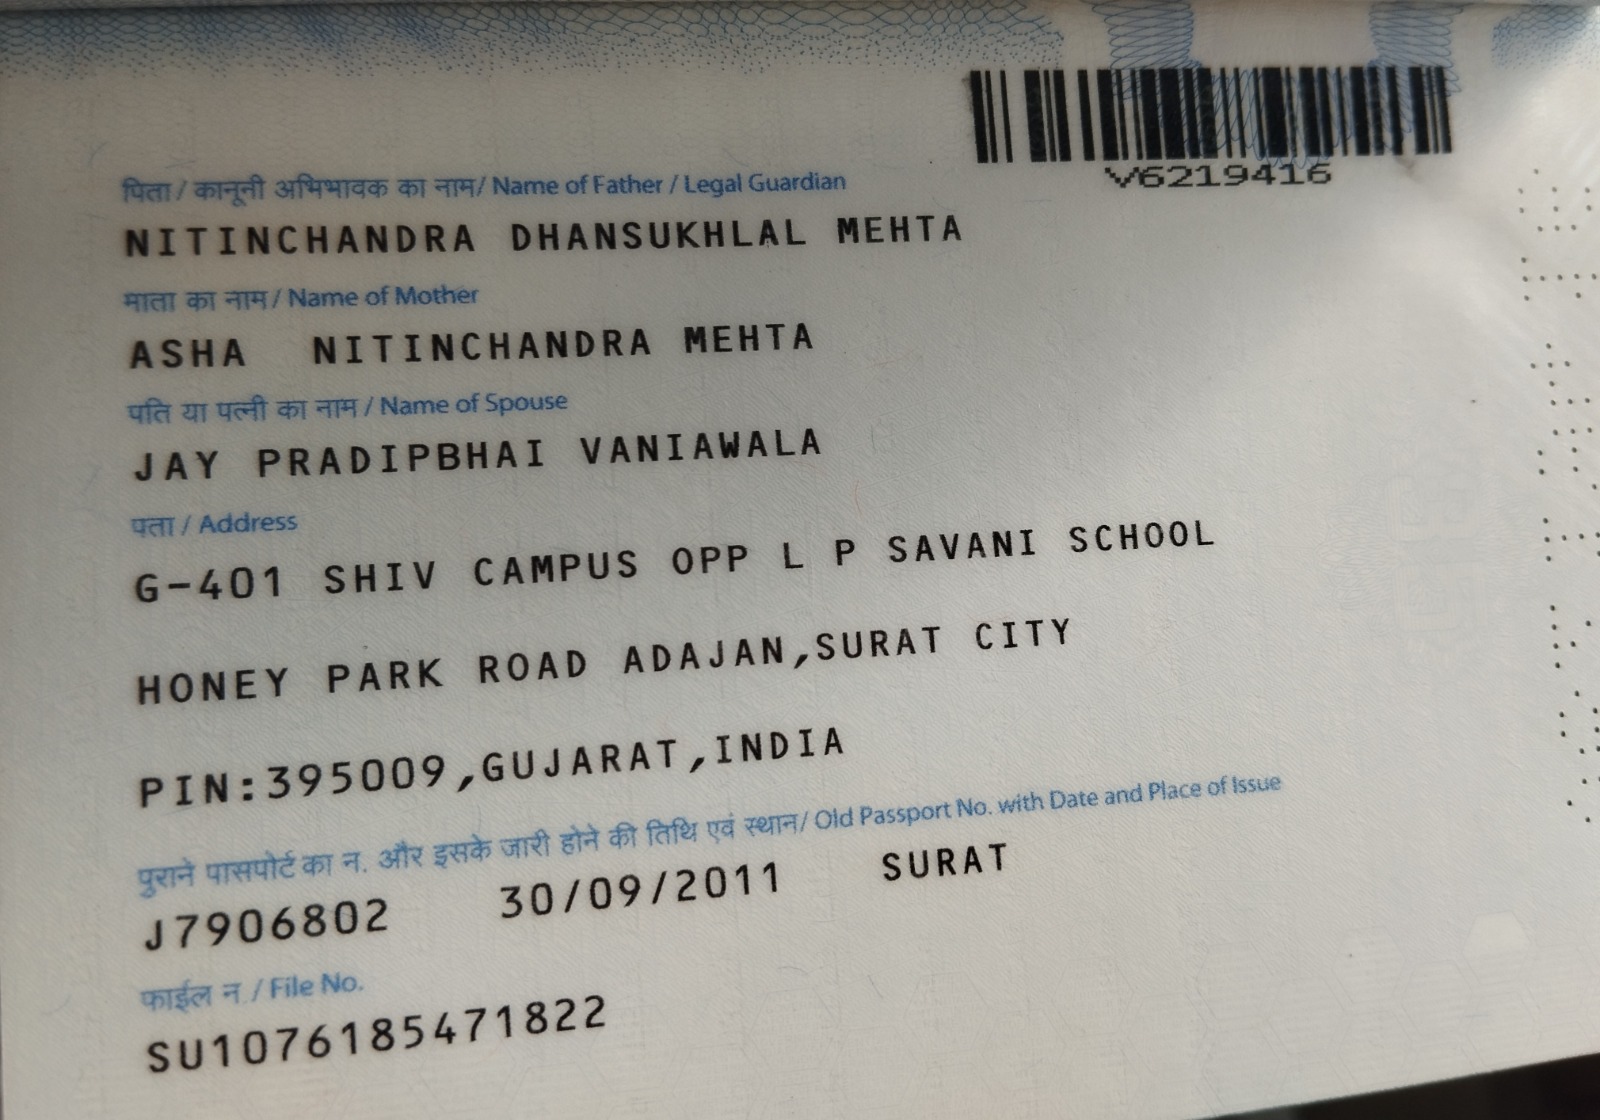 V6219416
पिता / कानूनी अभिभावक का नाम/ Name of Father / Legal Guardian
NITINCHANDRA DHANSUKHLAL MEHTA
माता का नाम / Name of Mother
ASHA NITINCHANDRA MEHTA
पति या पत्नी का नाम / Name of Spouse
JAY PRADIPBHAI VANIAWALA
पता / Address
G-401 SHIV CAMPUS OPP L P SAVANI SCHOOL
HONEY PARK ROAD ADAJAN,SURAT CITY
PIN:395009,GUJARAT,INDIA
पुराने पासपोर्ट का न. और इसके जारी होने की तिथि एवं स्थान/ Old Passport No. with Date and Place of Issue
J7906802 30/09/2011 SURAT
फाईल न / File No.
SU1076185471822